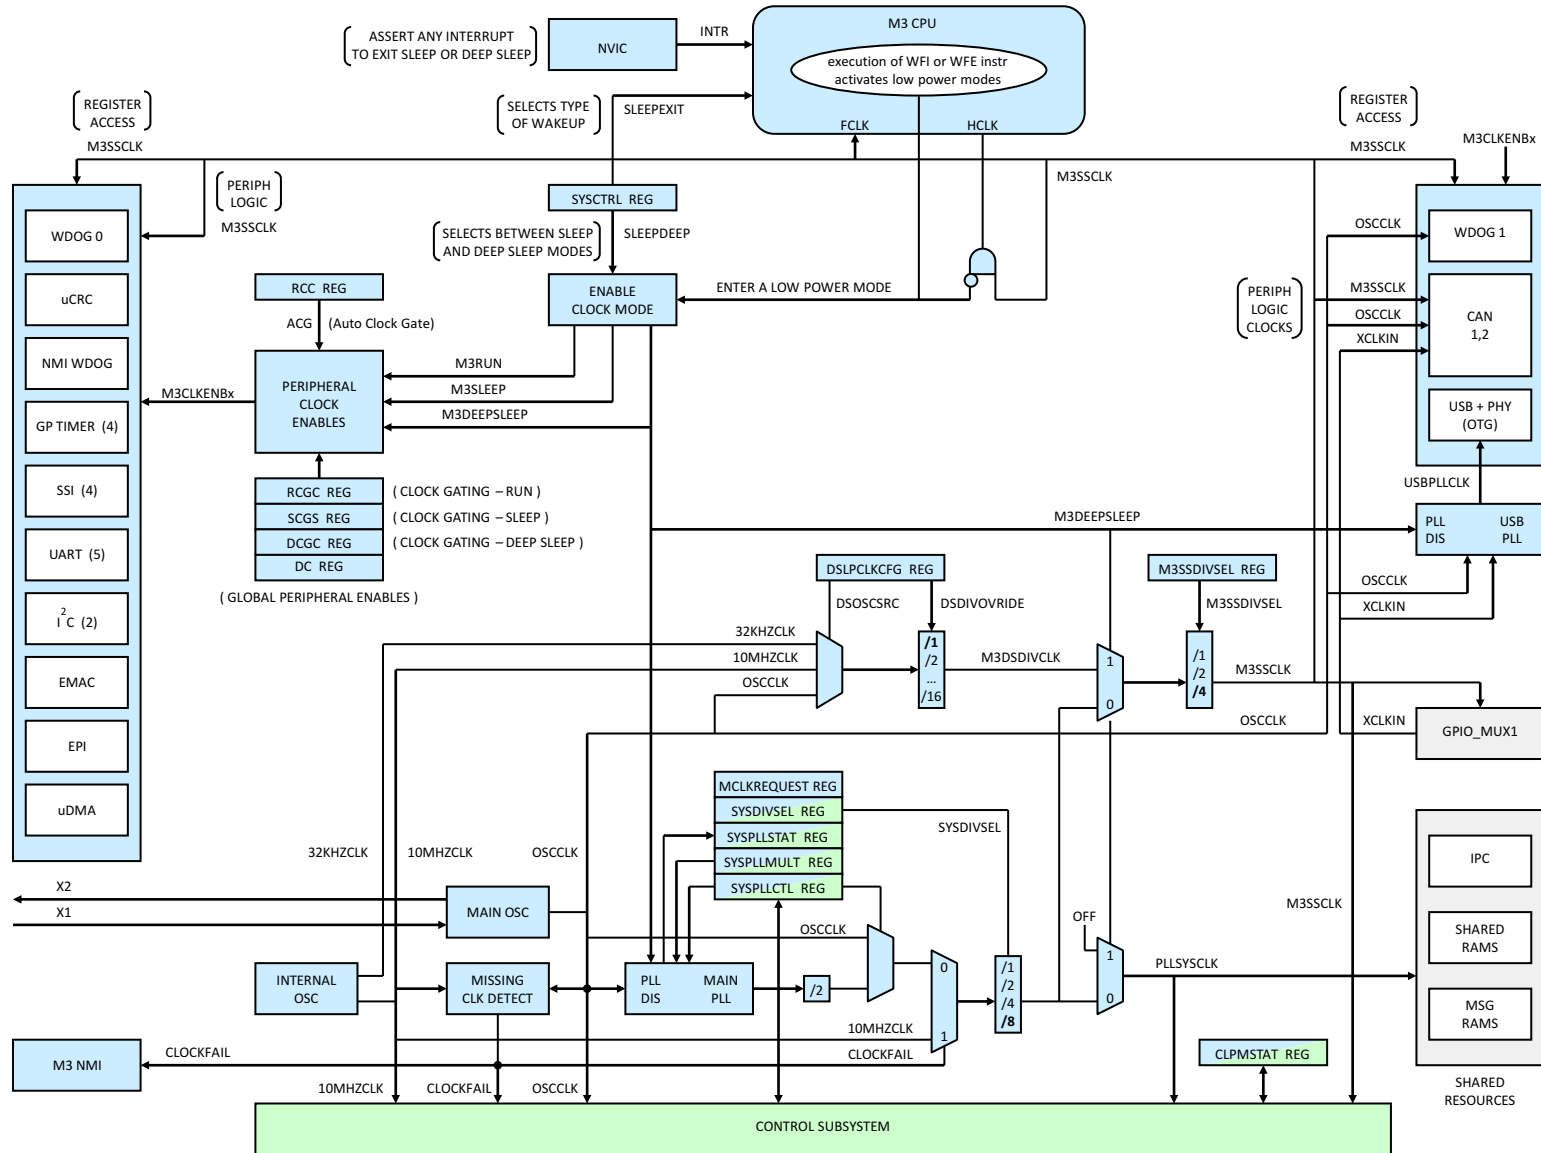 M3 CPU
execution of WFI or WFE instr
activates low power modes
FCLK
HCLK
ASSERT ANY INTERRUPT
TO EXIT SLEEP OR DEEP SLEEP
NVIC
INTR
SELECTS TYPE
OF WAKEUP
SLEEPEXIT
REGISTER
ACCESS
M3SSCLK
REGISTER
ACCESS
M3SSCLK
M3CLKENBx
PERIPH
LOGIC
M3SSCLK
SYSCTRL REG
M3SSCLK
SELECTS BETWEEN SLEEP
AND DEEP SLEEP MODES
SLEEPDEEP
WDOG 0
uCRC
NMI WDOG
GP TIMER (4)
SSI (4)
UART (5)
I2C (2)
EMAC
EPI
uDMA
RCC REG
ACG
(Auto Clock Gate)
ENABLE
CLOCK MODE
ENTER A LOW POWER MODE
PERIPHERAL
CLOCK
ENABLES
M3CLKENBx
M3RUN
M3SLEEP
M3DEEPSLEEP
RCGC REG
( CLOCK GATING – RUN )
SCGS REG
( CLOCK GATING – SLEEP )
DCGC REG
( CLOCK GATING – DEEP SLEEP )
DC REG
( GLOBAL PERIPHERAL ENABLES )
PERIPH
LOGIC
CLOCKS
OSCCLK
WDOG 1
M3SSCLK
OSCCLK
XCLKIN
CAN
1,2
USB + PHY
(OTG)
USBPLLCLK
M3DEEPSLEEP
PLL
DIS
USB
PLL
OSCCLK
XCLKIN
DSLPCLKCFG REG
M3SSDIVSEL REG
DSOSCSRC
DSDIVOVRIDE
M3SSDIVSEL
32KHZCLK
10MHZCLK
OSCCLK
/1
/2
...
/16
M3DSDIVCLK
1
0
/1
/2
/4
M3SSCLK
OSCCLK
XCLKIN
GPIO_MUX1
MCLKREQUEST REG
SYSDIVSEL REG
SYSPLLSTAT REG
SYSPLLMULT REG
SYSPLLCTL REG
SYSDIVSEL
32KHZCLK
10MHZCLK
OSCCLK
X2
X1
MAIN OSC
OSCCLK
OFF
M3SSCLK
IPC
SHARED
RAMS
MSG
RAMS
SHARED
RESOURCES
INTERNAL
OSC
MISSING
CLK DETECT
PLL
DIS
MAIN
PLL
/2
0
1
/1
/2
/4
/8
1
0
PLLSYSCLK
10MHZCLK
CLOCKFAIL
M3 NMI
CLOCKFAIL
CLPMSTAT REG
10MHZCLK
CLOCKFAIL
OSCCLK
CONTROL SUBSYSTEM